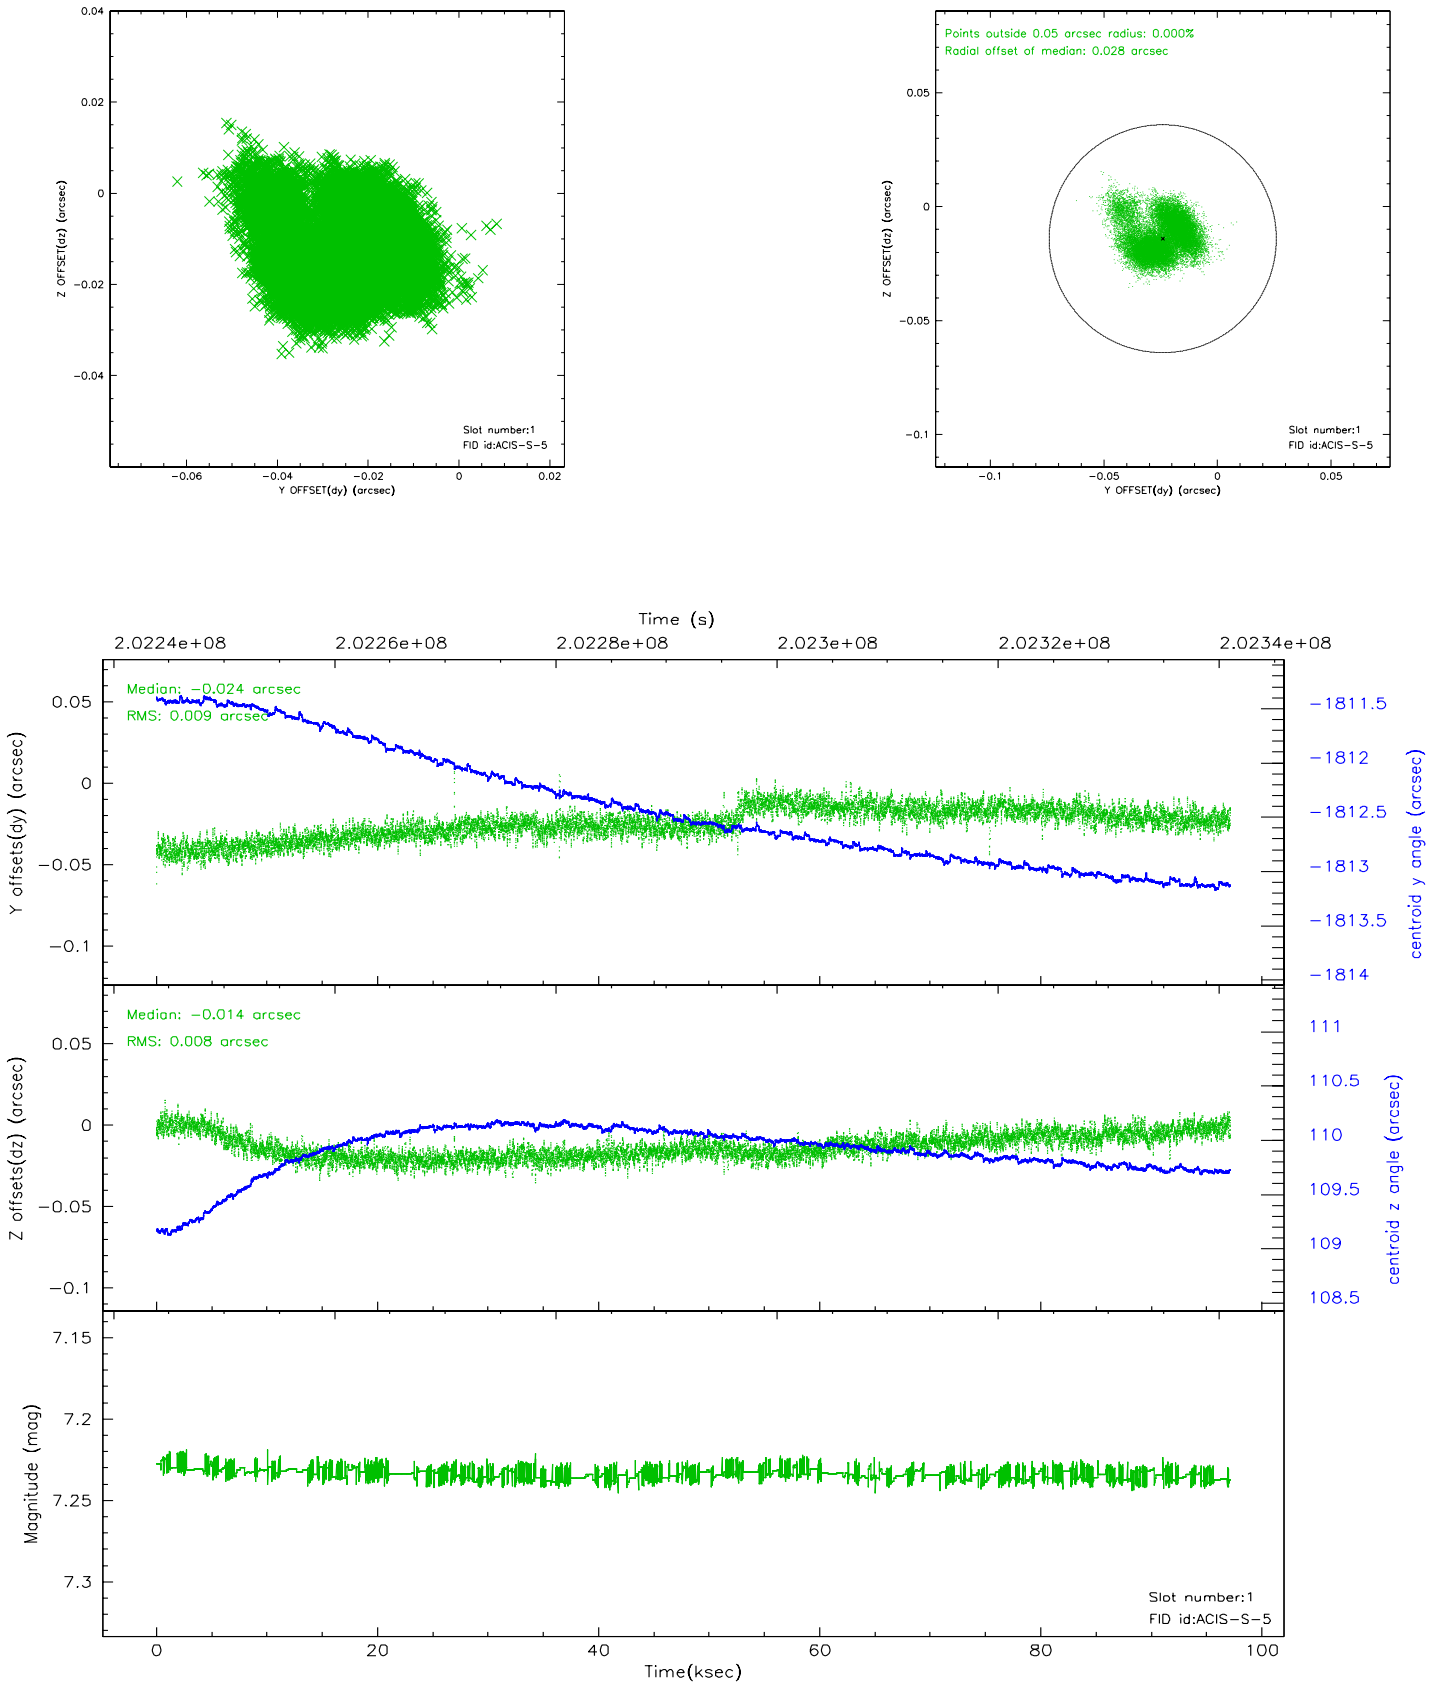 0.04
0.02
0
−0.02
−0.04
Z OFFSET(dz) (arcsec)
Slot number:1
FID id:ACIS−S−5
−0.06 −0.04 −0.02 0 0.02
Y OFFSET(dy) (arcsec)
Points outside 0.05 arcsec radius: 0.000%
Radial offset of median: 0.028 arcsec
0.05
0
−0.05
−0.1
Z OFFSET(dz) (arcsec)
Slot number:1
FID id:ACIS−S−5
−0.1 −0.05 0 0.05
Y OFFSET(dy) (arcsec)
Time (s)
2.0224e+08 2.0226e+08 2.0228e+08 2.023e+08 2.0232e+08 2.0234e+08
Median: −0.024 arcsec
RMS: 0.009 arcsec
0.05
0
−0.05
−0.1
Y offsets(dy) (arcsec)
−1811.5
−1812
−1812.5
−1813
−1813.5
−1814
centroid y angle (arcsec)
Median: −0.014 arcsec
RMS: 0.008 arcsec
0.05
0
−0.05
−0.1
Z offsets(dz) (arcsec)
111
110.5
110
109.5
109
108.5
centroid z angle (arcsec)
7.15
7.2
7.25
7.3
Magnitude (mag)
Slot number:1
FID id:ACIS−S−5
0 20 40 60 80 100
Time(ksec)